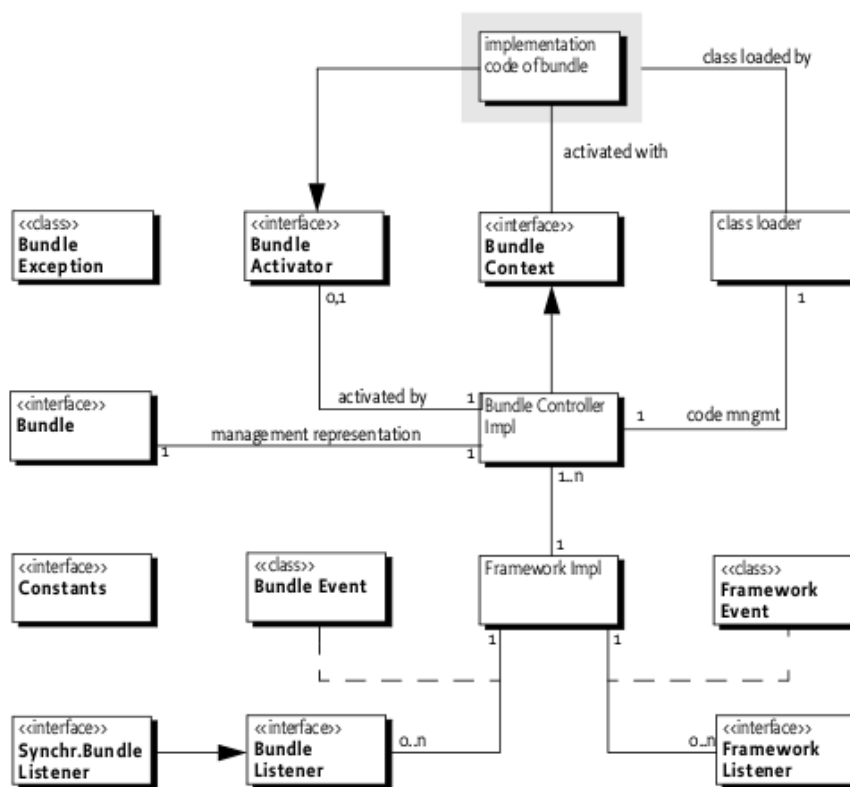 implementation
code of bundle
class loaded by
activated with
<<class>>
Bundle
Exception
<<interface>>
Bundle
Activator
<<interface>>
Bundle
Context
class loader
0,1
1
activated by
1
<<interface>>
Bundle
management representation
1
1
Bundle Controller
Impl
1
code mngmt
1..n
1
<<interface>>
Constants
<<class>>
Bundle Event
Framework Impl
<<class>>
Framework
Event
1
1
<<interface>>
Synchr.Bundle
Listener
<<interface>>
Bundle
Listener
0..n
0..n
<<interface>>
Framework
Listener